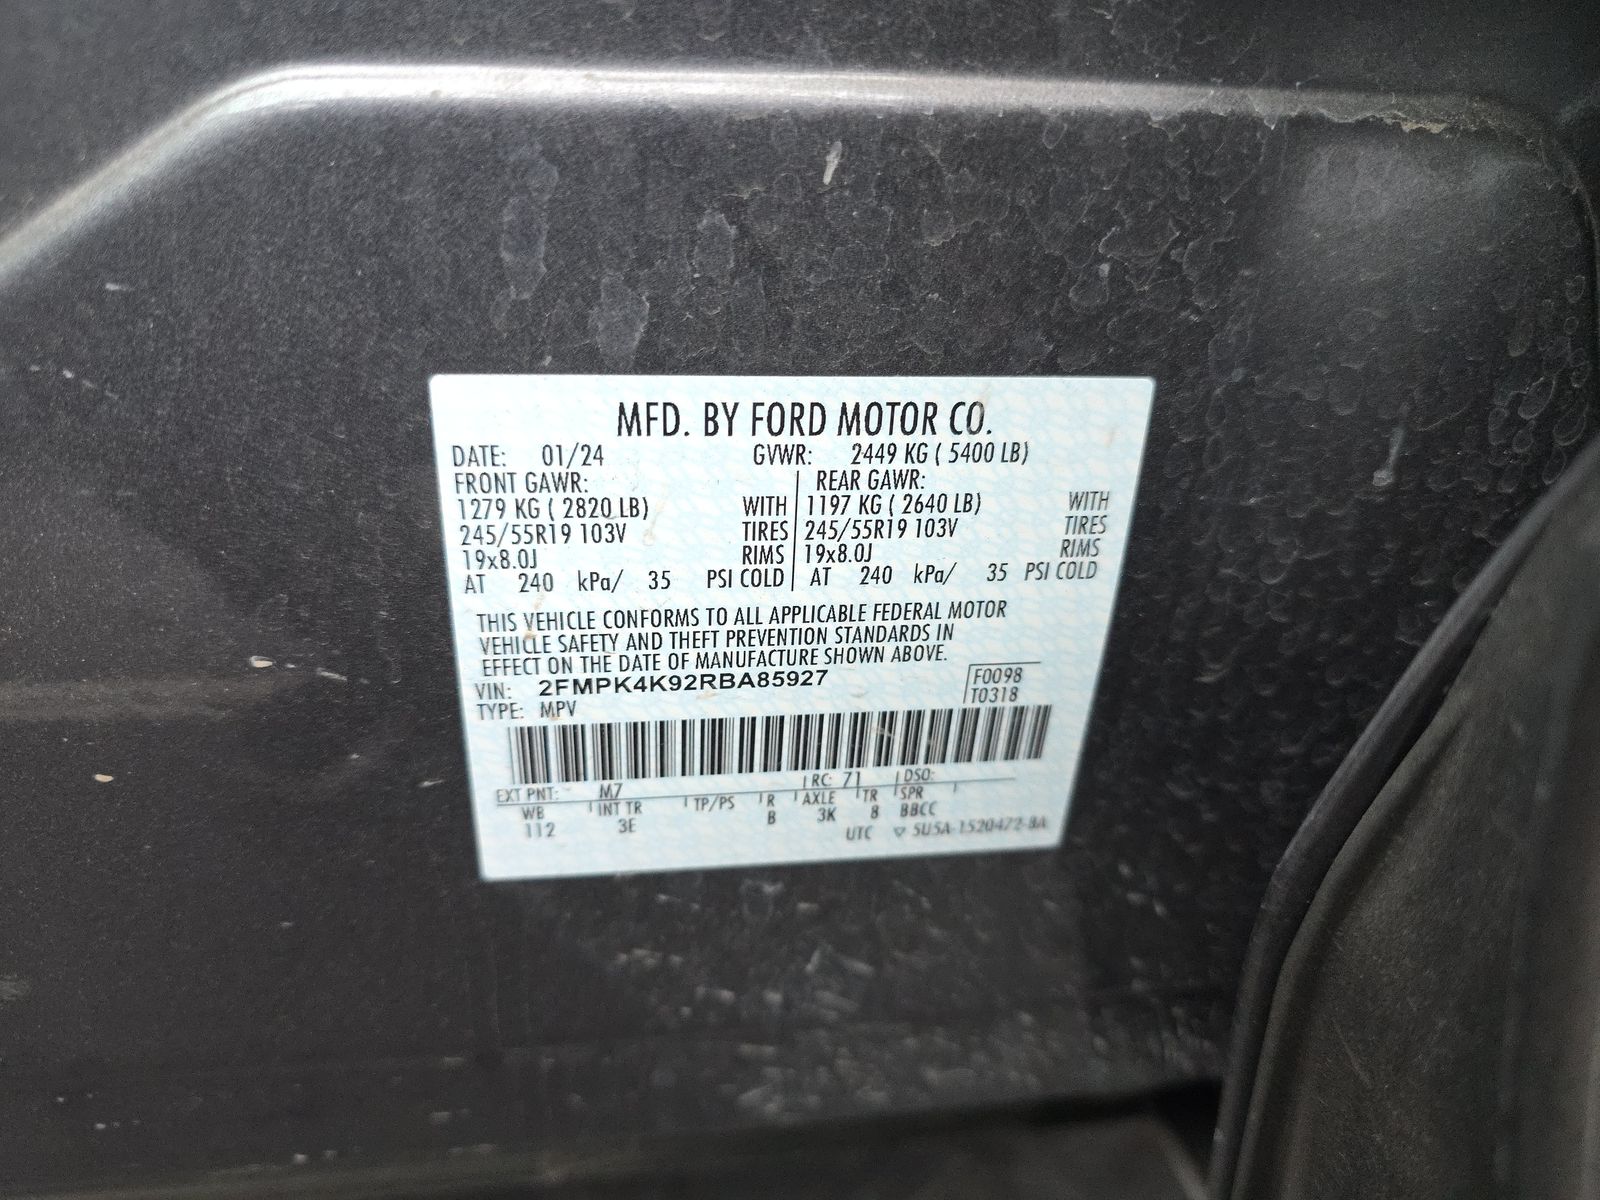 MFD. BY FORD MOTOR CO.
DATE: 01/24 GVWR: 2449 KG ( 5400 LB)
FRONT GAWR: REAR GAWR:
1279 KG ( 2820 LB) WITH 1197 KG ( 2640 LB) WITH
245/55R19 103V TIRES 245/55R19 103V TIRES
19x8.0J RIMS 19x8.0J RIMS
AT 240 kPa/ 35 PSI COLD AT 240 kPa/ 35 PSI COLD
THIS VEHICLE CONFORMS TO ALL APPLICABLE FEDERAL MOTOR
VEHICLE SAFETY AND THEFT PREVENTION STANDARDS IN
EFFECT ON THE DATE OF MANUFACTURE SHOWN ABOVE.
VIN: 2FMPK4K92RBA85927 F0098
TYPE: MPV T0318
EXT PNT: M7 RC: 71 DSO:
WB INT TR TP/PS R AXLE TR SPR
112 3E B 3K 8 BBCC
UTC ▽ 5U5A-1520472-BA